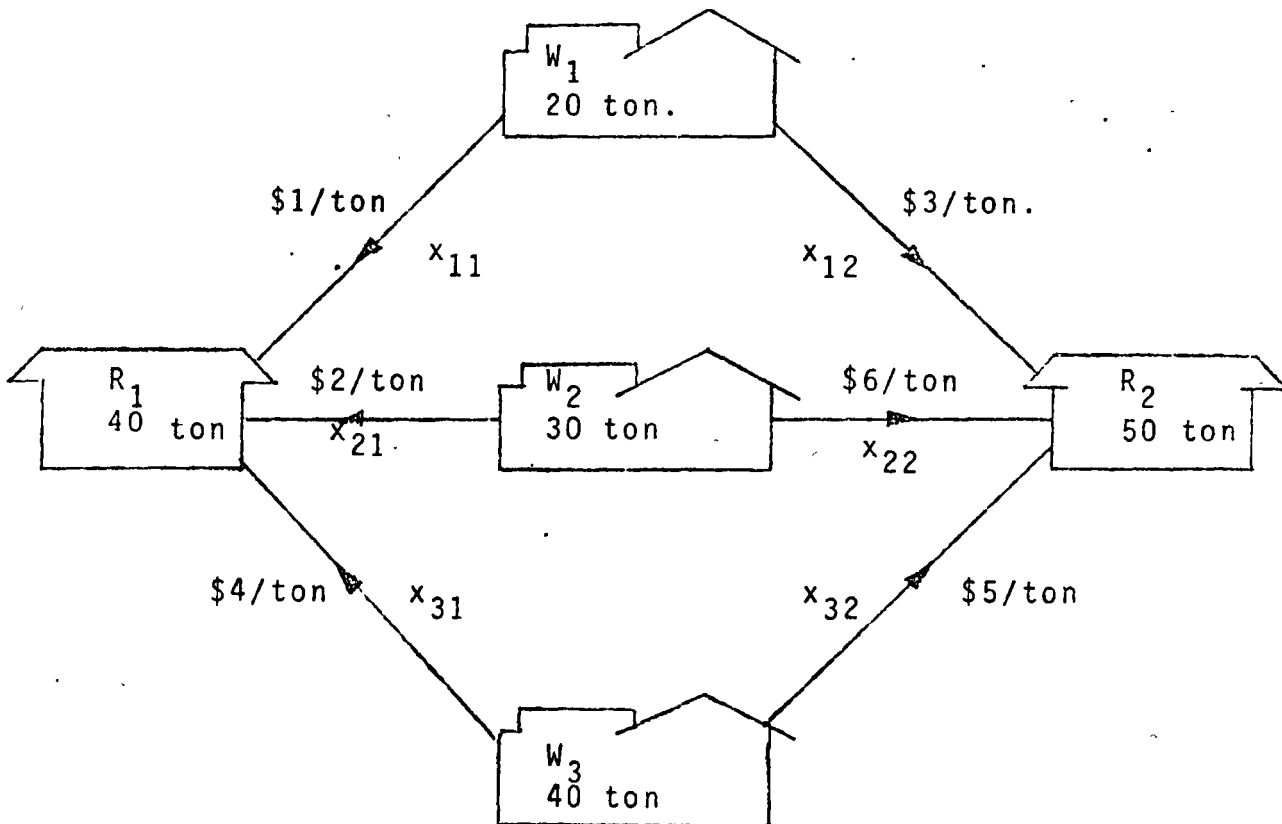 W₁
20 ton.
$1/ton
$3/ton.
x₁₁
x₁₂
R₁
40 ton
$2/ton
x₂₁
W₂
30 ton
$6/ton
x₂₂
R₂
50 ton
$4/ton
x₃₁
x₃₂
$5/ton
W₃
40 ton